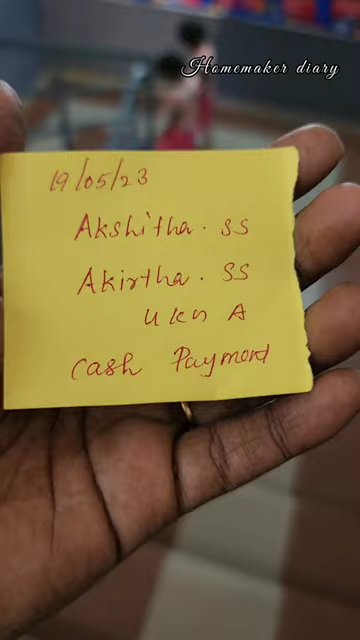 Homemaker diary
19/05/23
Akshitha. SS
Akirtha. SS
UKG A
Cash Payment